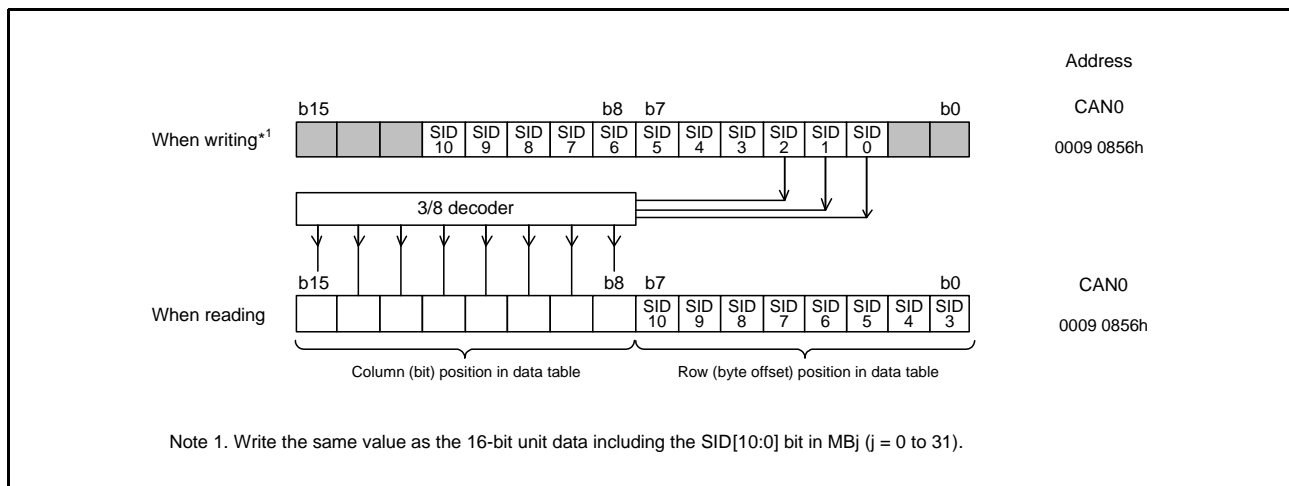 Address
b15 b8 b7 b0 CAN0
When writing*1 SID 10 SID 9 SID 8 SID 7 SID 6 SID 5 SID 4 SID 3 SID 2 SID 1 SID 0 0009 0856h
3/8 decoder
b15 b8 b7 b0 CAN0
When reading SID 10 SID 9 SID 8 SID 7 SID 6 SID 5 SID 4 SID 3 0009 0856h
Column (bit) position in data table Row (byte offset) position in data table
Note 1. Write the same value as the 16-bit unit data including the SID[10:0] bit in MBj (j = 0 to 31).